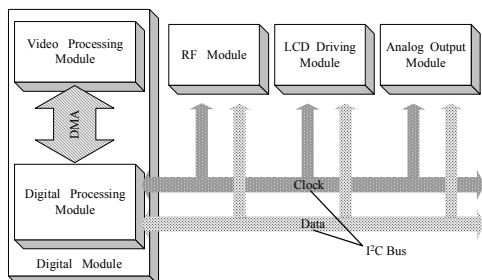 Video Processing
Module
RF Module
LCD Driving
Module
Analog Output
Module
DMA
Digital Processing
Module
Clock
Data
I²C Bus
Digital Module